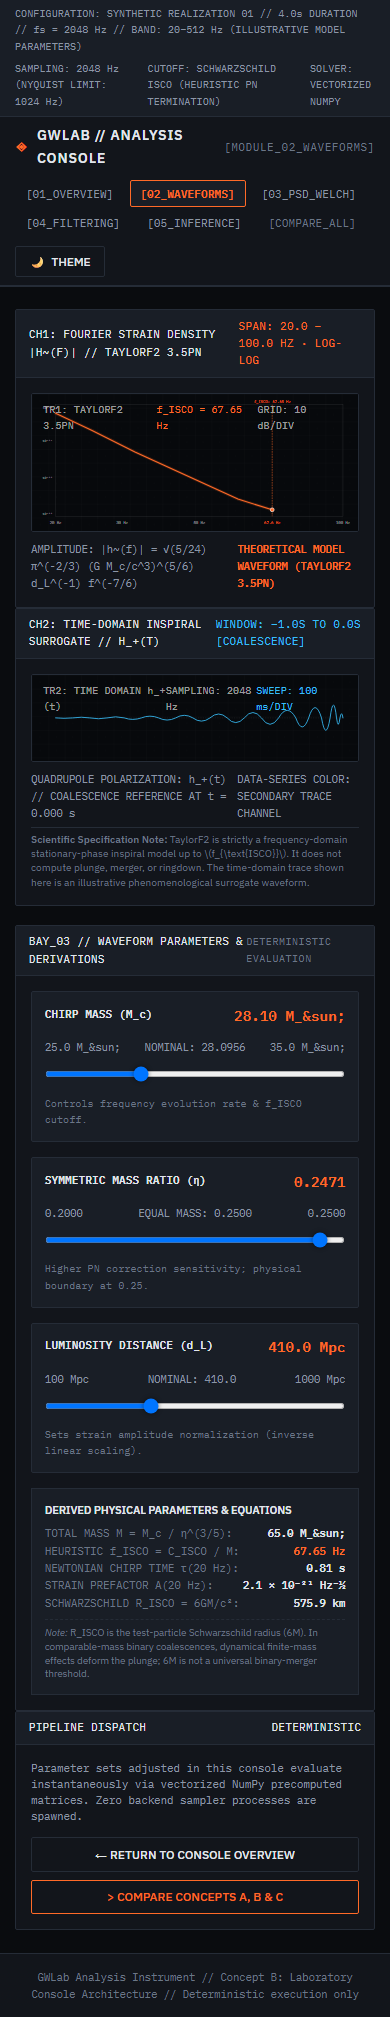 CONFIGURATION: SYNTHETIC REALIZATION 01 // 4.0s DURATION
// fs = 2048 Hz // BAND: 20–512 Hz (ILLUSTRATIVE MODEL
PARAMETERS)
SAMPLING: 2048 Hz
(NYQUIST LIMIT:
1024 Hz)
CUTOFF: SCHWARZSCHILD
ISCO (HEURISTIC PN
TERMINATION)
SOLVER:
VECTORIZED
NUMPY
GWLAB // ANALYSIS
CONSOLE
[MODULE_02_WAVEFORMS]
[01_OVERVIEW]
[02_WAVEFORMS]
[03_PSD_WELCH]
[04_FILTERING]
[05_INFERENCE]
[COMPARE_ALL]
🌙 THEME
CH1: FOURIER STRAIN DENSITY
|H~(F)| // TAYLORF2 3.5PN
SPAN: 20.0 –
100.0 HZ · LOG-
LOG
TR1: TAYLORF2
3.5PN
f_ISCO = 67.65
Hz
GRID: 10
dB/DIV
AMPLITUDE: |h~(f)| = √(5/24)
π^(-2/3) (G M_c/c^3)^(5/6)
d_L^(-1) f^(-7/6)
THEORETICAL MODEL
WAVEFORM (TAYLORF2
3.5PN)
CH2: TIME-DOMAIN INSPIRAL
SURROGATE // H_+(T)
WINDOW: −1.0S TO 0.0S
[COALESCENCE]
TR2: TIME DOMAIN h_+
(t)
SAMPLING: 2048
Hz
SWEEP: 100
ms/DIV
QUADRUPOLE POLARIZATION: h_+(t)
// COALESCENCE REFERENCE AT t =
0.000 s
DATA-SERIES COLOR:
SECONDARY TRACE
CHANNEL
Scientific Specification Note: TaylorF2 is strictly a frequency-domain
stationary-phase inspiral model up to \(f_{\text{ISCO}}\). It does not
compute plunge, merger, or ringdown. The time-domain trace shown
here is an illustrative phenomenological surrogate waveform.
BAY_03 // WAVEFORM PARAMETERS &
DERIVATIONS
DETERMINISTIC
EVALUATION
CHIRP MASS (M_c)
28.10 M_&sun;
25.0 M_&sun;
NOMINAL: 28.0956
35.0 M_&sun;
Controls frequency evolution rate & f_ISCO
cutoff.
SYMMETRIC MASS RATIO (η)
0.2471
0.2000
EQUAL MASS: 0.2500
0.2500
Higher PN correction sensitivity; physical
boundary at 0.25.
LUMINOSITY DISTANCE (d_L)
410.0 Mpc
100 Mpc
NOMINAL: 410.0
1000 Mpc
Sets strain amplitude normalization (inverse
linear scaling).
DERIVED PHYSICAL PARAMETERS & EQUATIONS
TOTAL MASS M = M_c / η^(3/5): 65.0 M_&sun;
HEURISTIC f_ISCO = C_ISCO / M: 67.65 Hz
NEWTONIAN CHIRP TIME τ(20 Hz): 0.81 s
STRAIN PREFACTOR A(20 Hz): 2.1 × 10⁻²¹ Hz⁻½
SCHWARZSCHILD R_ISCO = 6GM/c²: 575.9 km
Note: R_ISCO is the test-particle Schwarzschild radius (6M). In
comparable-mass binary coalescences, dynamical finite-mass
effects deform the plunge; 6M is not a universal binary-merger
threshold.
PIPELINE DISPATCH
DETERMINISTIC
Parameter sets adjusted in this console evaluate
instantaneously via vectorized NumPy precomputed
matrices. Zero backend sampler processes are
spawned.
← RETURN TO CONSOLE OVERVIEW
> COMPARE CONCEPTS A, B & C
GWLab Analysis Instrument // Concept B: Laboratory
Console Architecture // Deterministic execution only